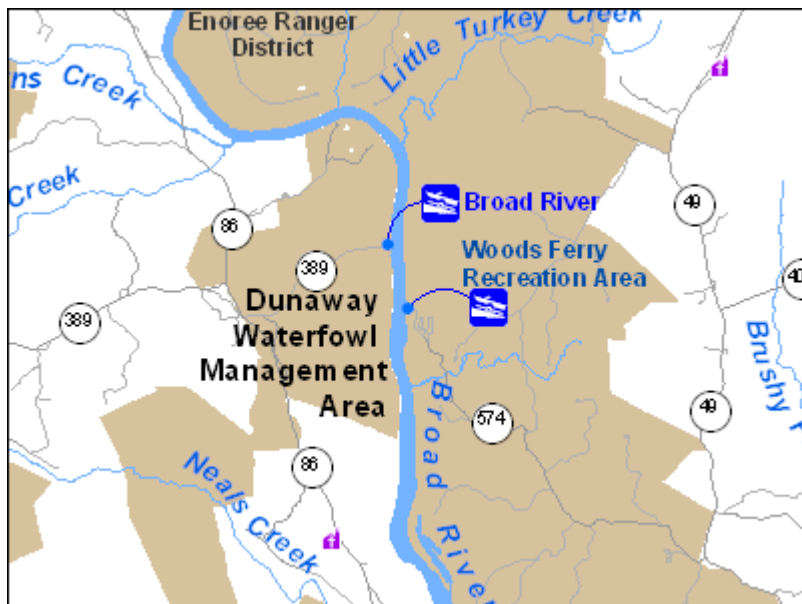 Enoree Ranger
District
Little Turkey Creek
ns Creek
Creek
86
49
Broad River
Woods Ferry
Recreation Area
389
40
389
Dunaway
Waterfowl
Management
Area
Brushy
Broad River
574
49
86
Neals Creek